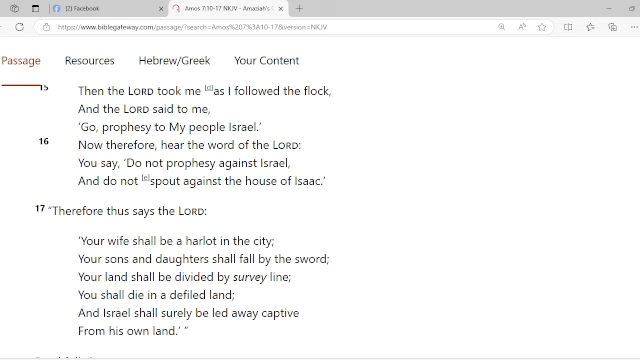 (2) Facebook
Amos 7:10-17 NKJV - Amaziah's C
https://www.biblegateway.com/passage/?search=Amos%207%3A10-17&version=NKJV
Passage Resources Hebrew/Greek Your Content
15 Then the LORD took me [d]as I followed the flock,
And the LORD said to me,
‘Go, prophesy to My people Israel.’
16 Now therefore, hear the word of the LORD:
You say, ‘Do not prophesy against Israel,
And do not [e]spout against the house of Isaac.’
17 “Therefore thus says the LORD:
‘Your wife shall be a harlot in the city;
Your sons and daughters shall fall by the sword;
Your land shall be divided by survey line;
You shall die in a defiled land;
And Israel shall surely be led away captive
From his own land.’ ”